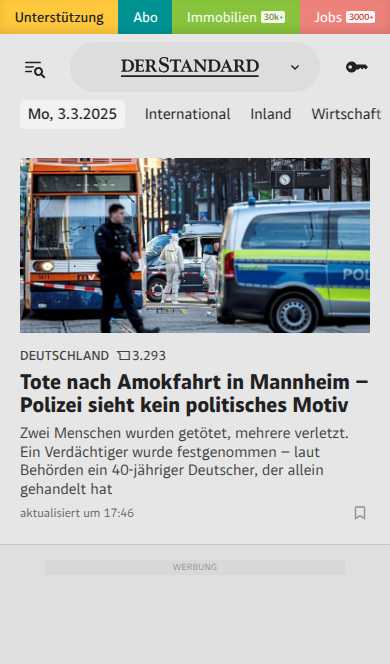 Unterstützung Abo Immobilien 30k+ Jobs 3000+
DERSTANDARD
Mo, 3.3.2025 International Inland Wirtschaft
POL
DEUTSCHLAND 3.293
Tote nach Amokfahrt in Mannheim –
Polizei sieht kein politisches Motiv
Zwei Menschen wurden getötet, mehrere verletzt.
Ein Verdächtiger wurde festgenommen – laut
Behörden ein 40-jähriger Deutscher, der allein
gehandelt hat
aktualisiert um 17:46
WERBUNG